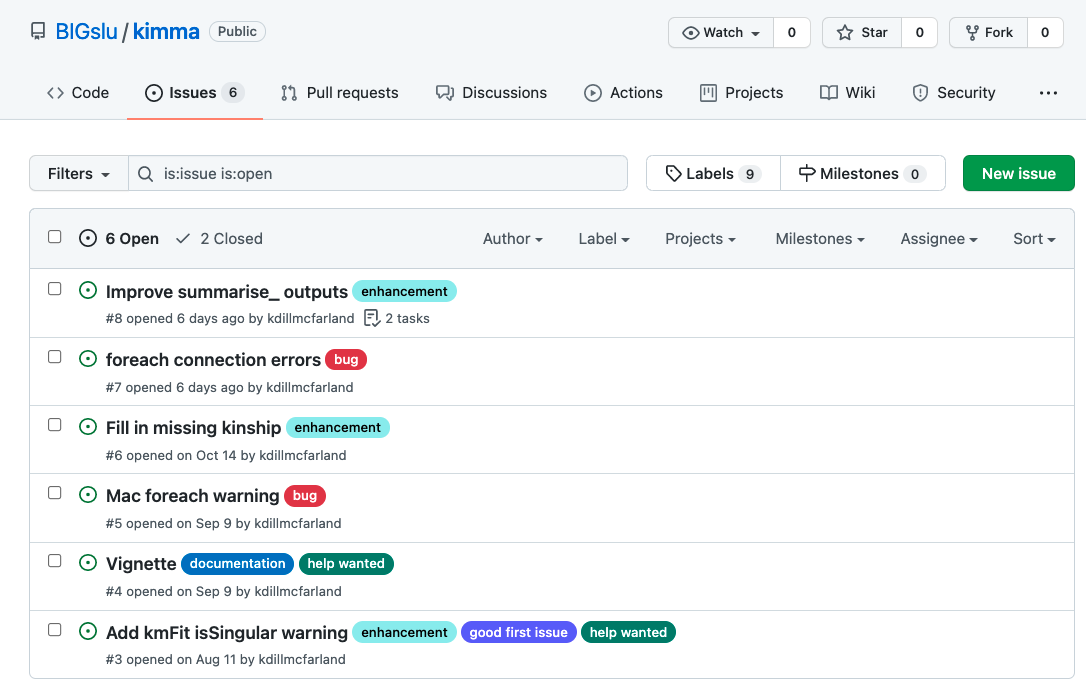 BIGslu / kimma Public Watch 0 Star 0 Fork 0
Code Issues 6 Pull requests Discussions Actions Projects Wiki Security ...
Filters is:issue is:open Labels 9 Milestones 0 New issue
6 Open 2 Closed Author Label Projects Milestones Assignee Sort
Improve summarise_ outputs enhancement
#8 opened 6 days ago by kdillmcfarland 2 tasks
foreach connection errors bug
#7 opened 6 days ago by kdillmcfarland
Fill in missing kinship enhancement
#6 opened on Oct 14 by kdillmcfarland
Mac foreach warning bug
#5 opened on Sep 9 by kdillmcfarland
Vignette documentation help wanted
#4 opened on Sep 9 by kdillmcfarland
Add kmFit isSingular warning enhancement good first issue help wanted
#3 opened on Aug 11 by kdillmcfarland